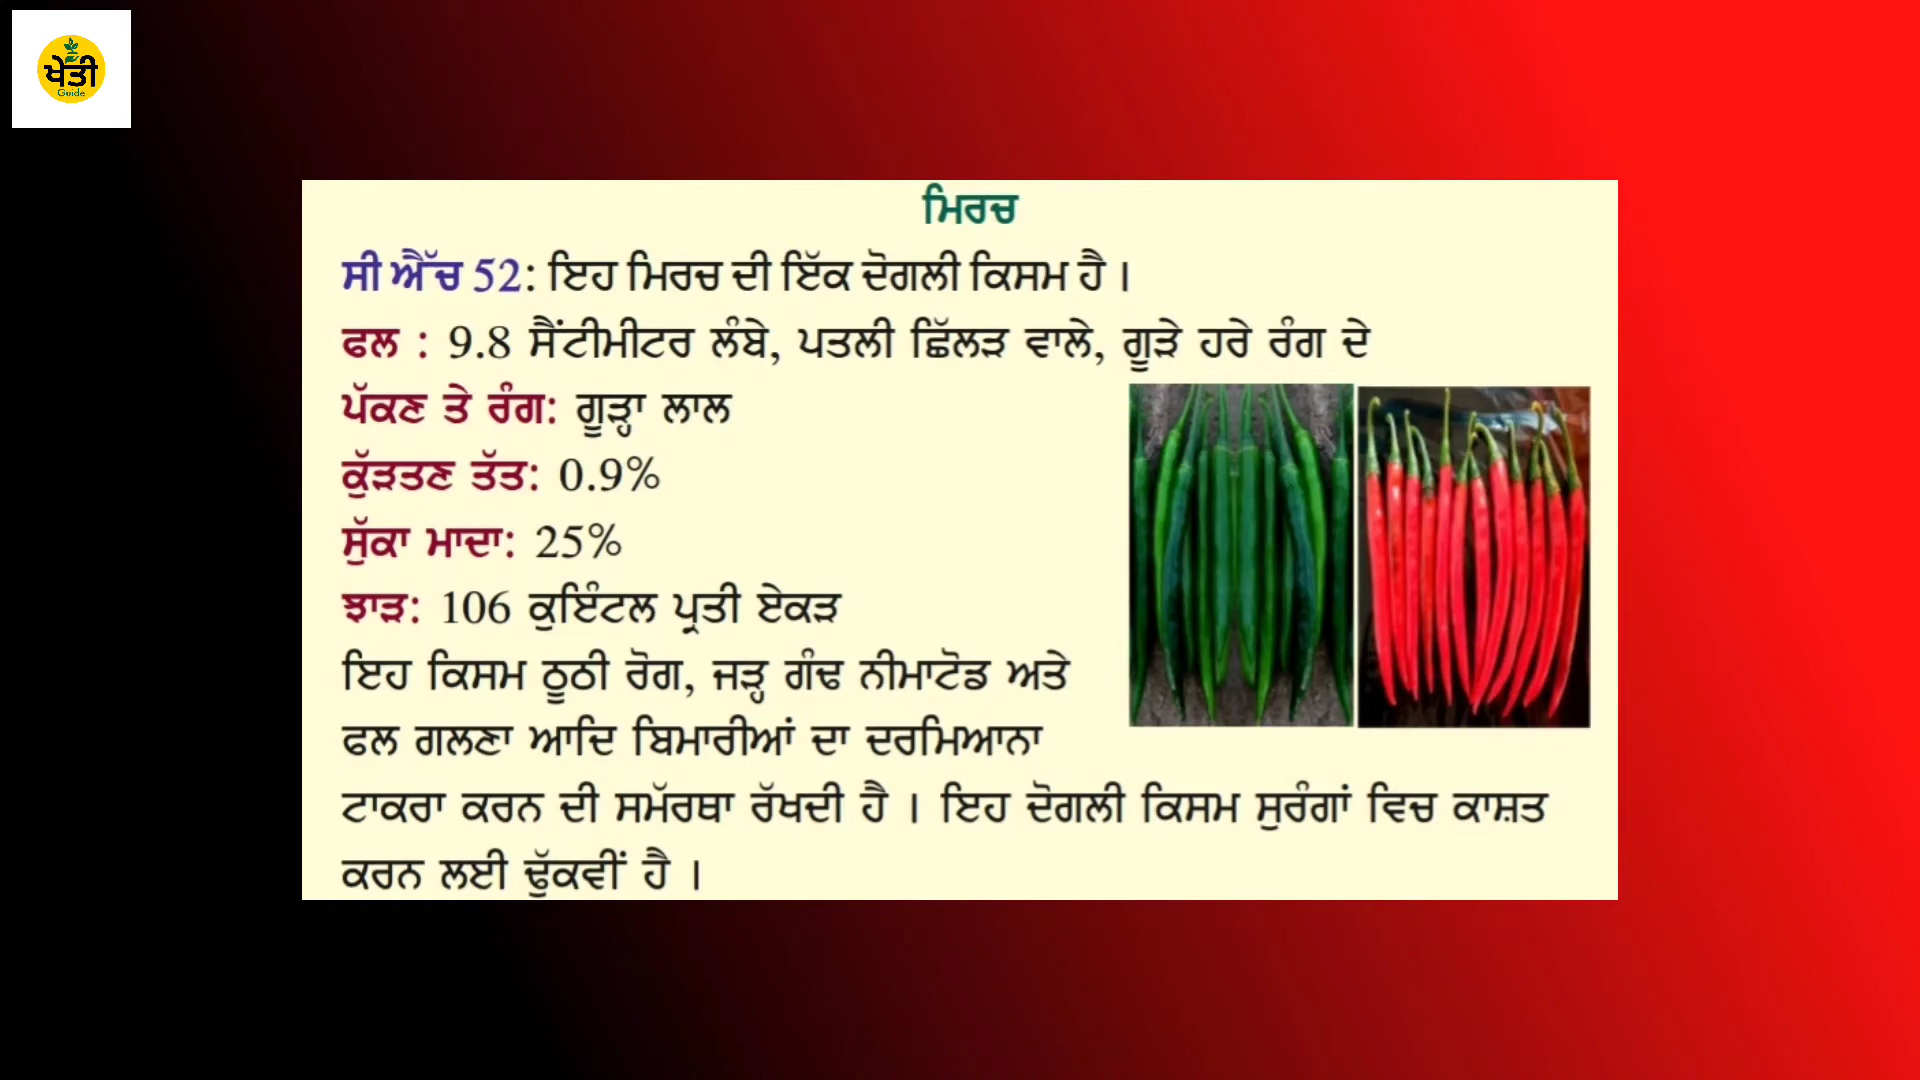 ਖੇਤੀ
Guide
ਮਿਰਚ
ਸੀ ਐੱਚ 52: ਇਹ ਮਿਰਚ ਦੀ ਇੱਕ ਦੋਗਲੀ ਕਿਸਮ ਹੈ ।
ਫਲ : 9.8 ਸੈਂਟੀਮੀਟਰ ਲੰਬੇ, ਪਤਲੀ ਛਿੱਲੜ ਵਾਲੇ, ਗੂੜੇ ਹਰੇ ਰੰਗ ਦੇ
ਪੱਕਣ ਤੇ ਰੰਗ: ਗੂੜ੍ਹਾ ਲਾਲ
ਕੁੱੜਤਣ ਤੱਤ: 0.9%
ਸੁੱਕਾ ਮਾਦਾ: 25%
ਝਾੜ: 106 ਕੁਇੰਟਲ ਪ੍ਰਤੀ ਏਕੜ
ਇਹ ਕਿਸਮ ਠੂਠੀ ਰੋਗ, ਜੜ੍ਹ ਗੰਢ ਨੀਮਾਟੋਡ ਅਤੇ
ਫਲ ਗਲਣਾ ਆਦਿ ਬਿਮਾਰੀਆਂ ਦਾ ਦਰਮਿਆਨਾ
ਟਾਕਰਾ ਕਰਨ ਦੀ ਸਮੱਰਥਾ ਰੱਖਦੀ ਹੈ । ਇਹ ਦੋਗਲੀ ਕਿਸਮ ਸੁਰੰਗਾਂ ਵਿਚ ਕਾਸ਼ਤ
ਕਰਨ ਲਈ ਢੁੱਕਵੀਂ ਹੈ ।